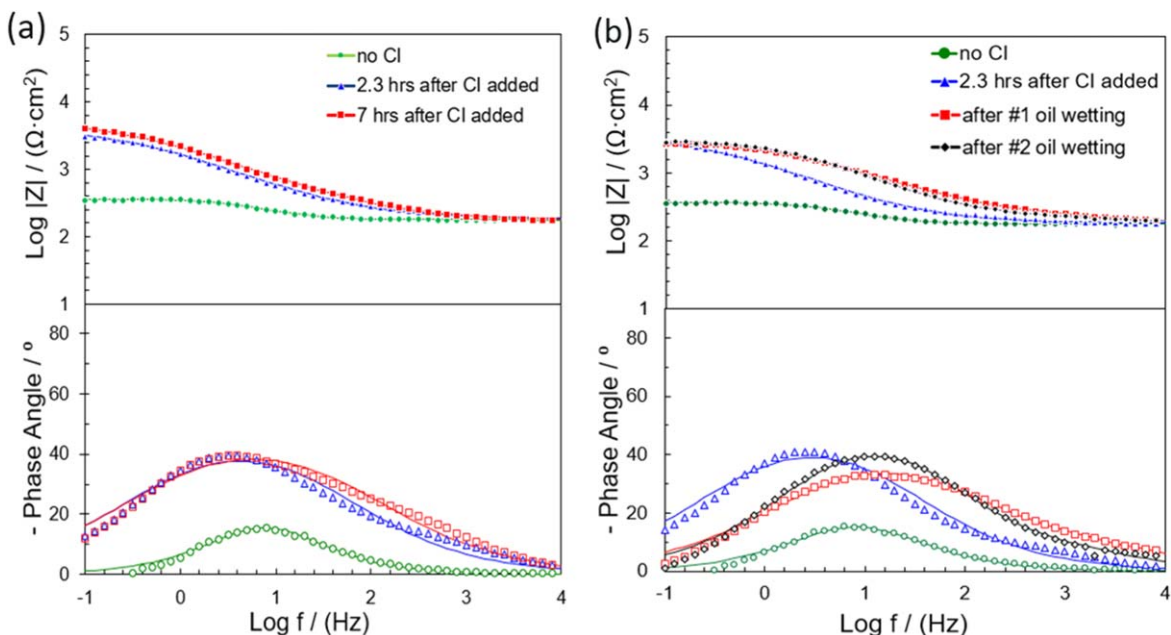 (a)
5
4
3
2
1
Log |Z| / (Ω·cm²)
no CI
2.3 hrs after CI added
7 hrs after CI added
80
60
40
20
0
- Phase Angle / º
-1 0 1 2 3 4
Log f / (Hz)
(b)
5
4
3
2
1
Log |Z| / (Ω·cm²)
no CI
2.3 hrs after CI added
after #1 oil wetting
after #2 oil wetting
80
60
40
20
0
- Phase Angle / º
-1 0 1 2 3 4
Log f / (Hz)